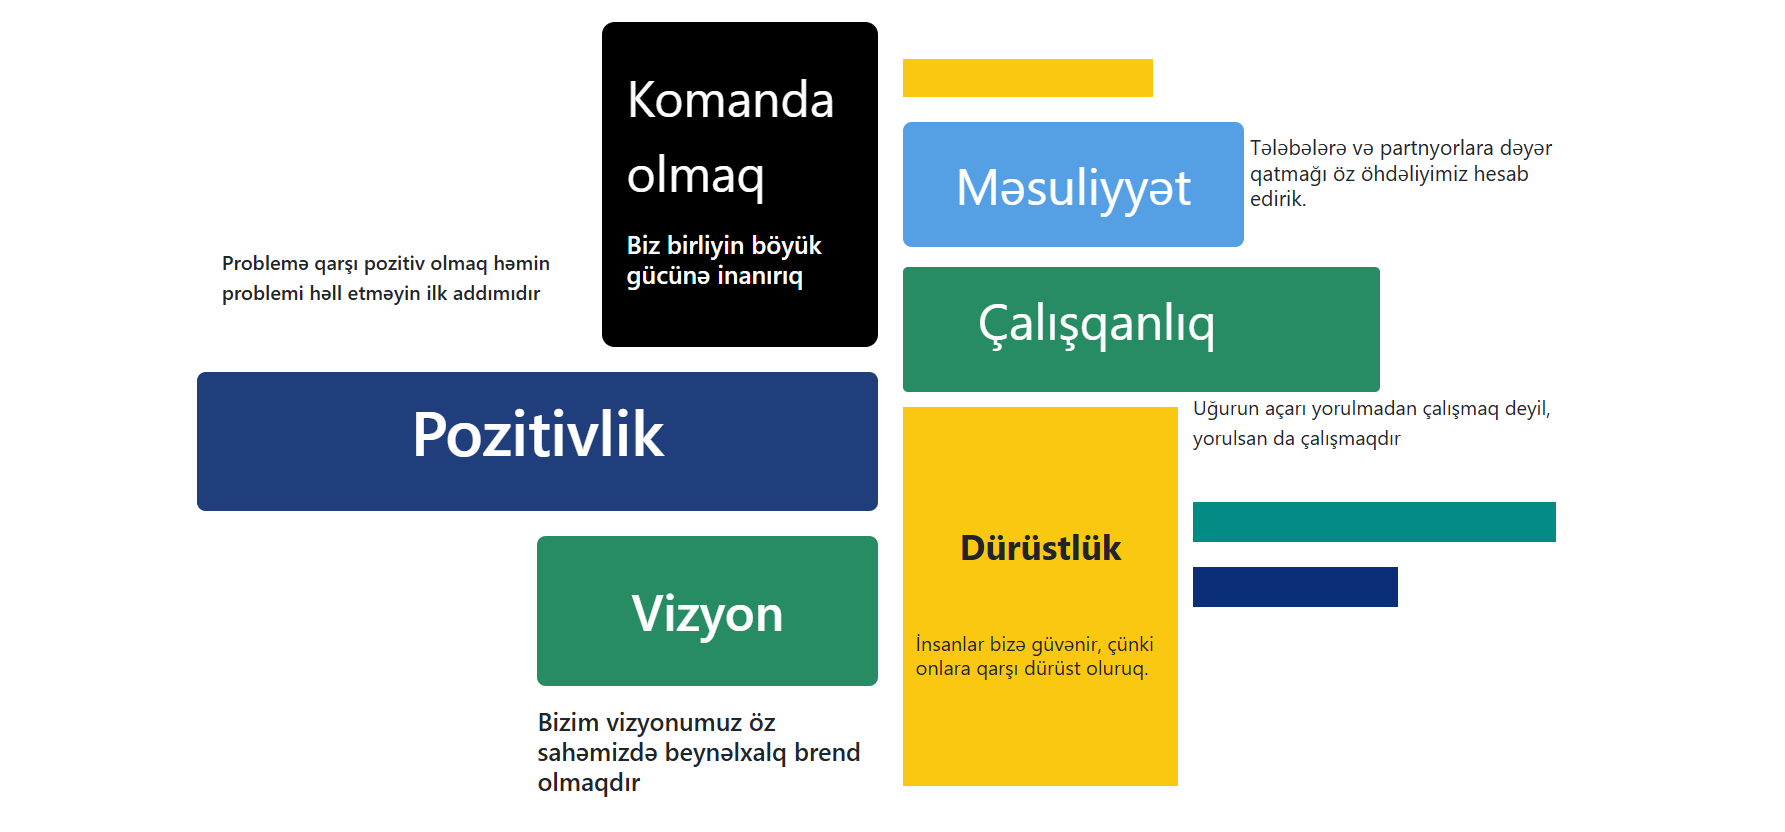 Komanda
olmaq
Biz birliyin böyük
gücünə inanırıq
Məsuliyyət
Tələbələrə və partnyorlara dəyər
qatmağı öz öhdəliyimiz hesab
edirik.
Problemə qarşı pozitiv olmaq həmin
problemi həll etməyin ilk addımıdır
Çalışqanlıq
Pozitivlik
Uğurun açarı yorulmadan çalışmaq deyil,
yorulsan da çalışmaqdır
Dürüstlük
İnsanlar bizə güvənir, çünki
onlara qarşı dürüst oluruq.
Vizyon
Bizim vizyonumuz öz
sahəmizdə beynəlxalq brend
olmaqdır